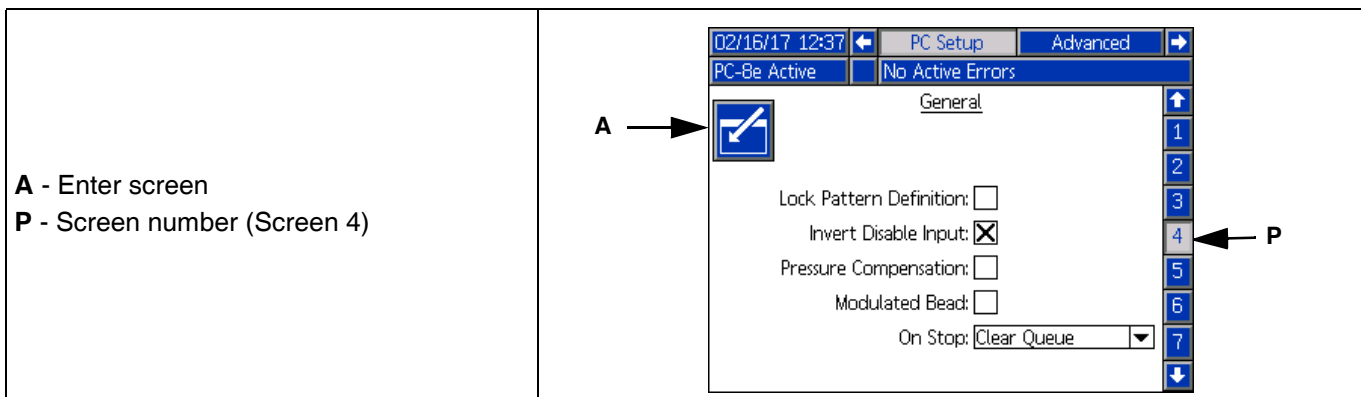 A - Enter screen
P - Screen number (Screen 4)
02/16/17 12:37 PC Setup Advanced
PC-8e Active No Active Errors
General
A
1
2
Lock Pattern Definition:
3
Invert Disable Input:
4
P
Pressure Compensation:
5
Modulated Bead:
6
On Stop: Clear Queue
7